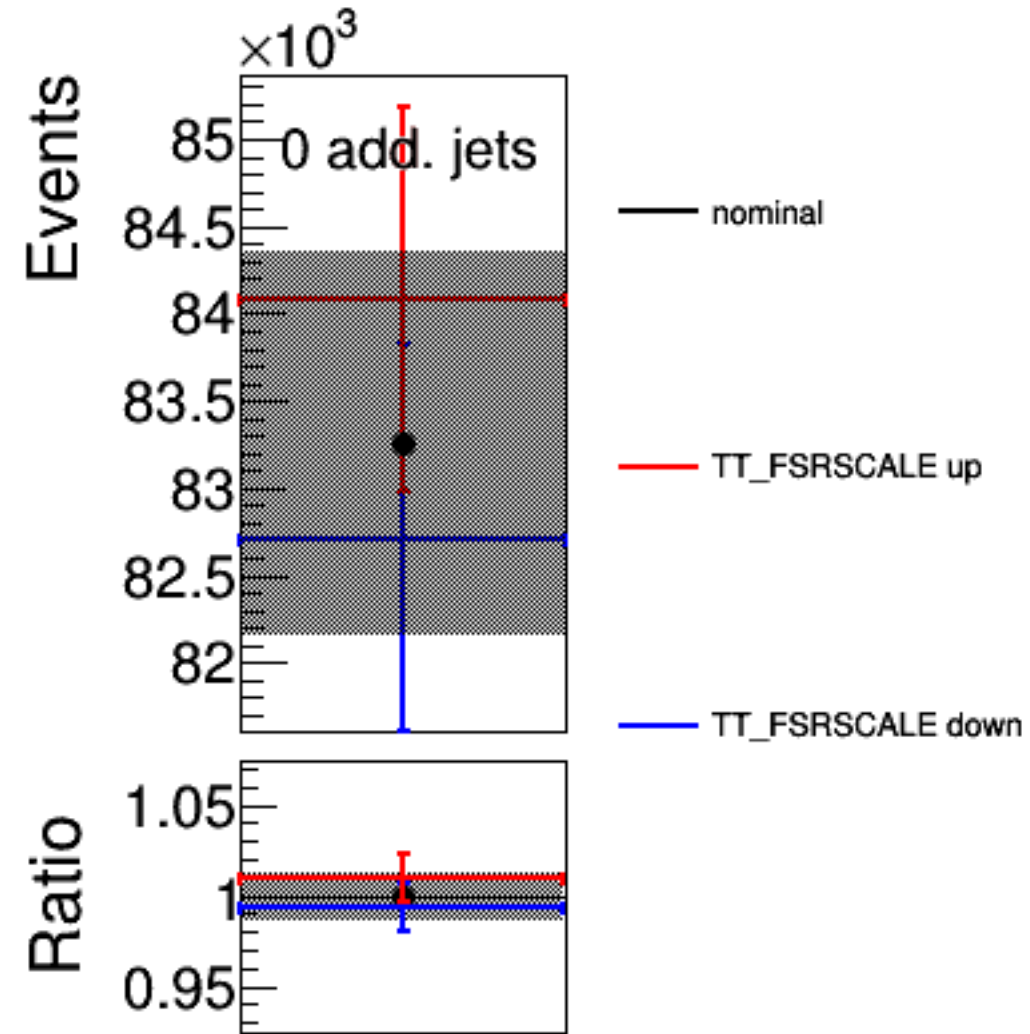 ×10³
Events
0 add. jets
85
84.5
84
83.5
83
82.5
82
nominal
TT_FSRSCALE up
TT_FSRSCALE down
Ratio
1.05
1
0.95